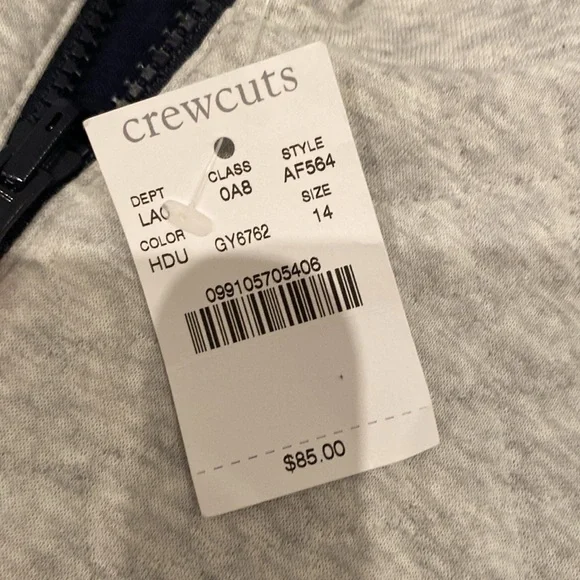 crewcuts
DEPT CLASS STYLE
0A8 AF564
COLOR SIZE
HDU GY6762 14
099105705406
$85.00